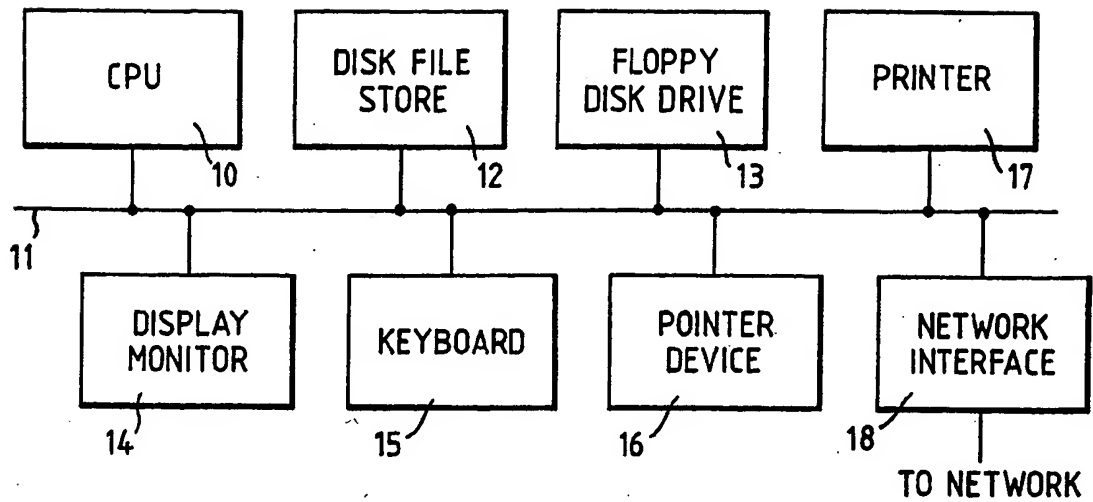 CPU
DISK FILE
STORE
FLOPPY
DISK DRIVE
PRINTER
10
12
13
17
11
DISPLAY
MONITOR
KEYBOARD
POINTER
DEVICE
NETWORK
INTERFACE
14
15
16
18
TO NETWORK